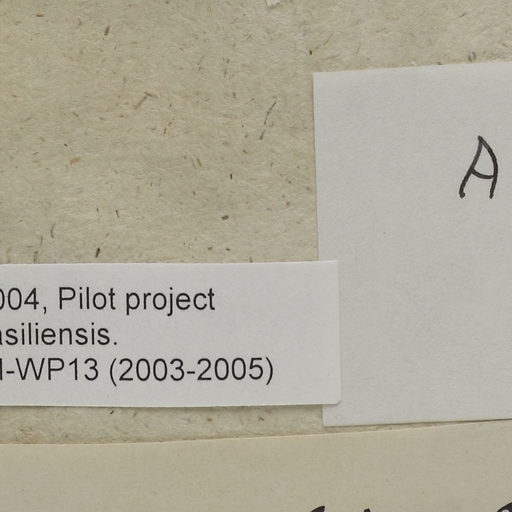 A
004, Pilot project
asiliensis.
I-WP13 (2003-2005)